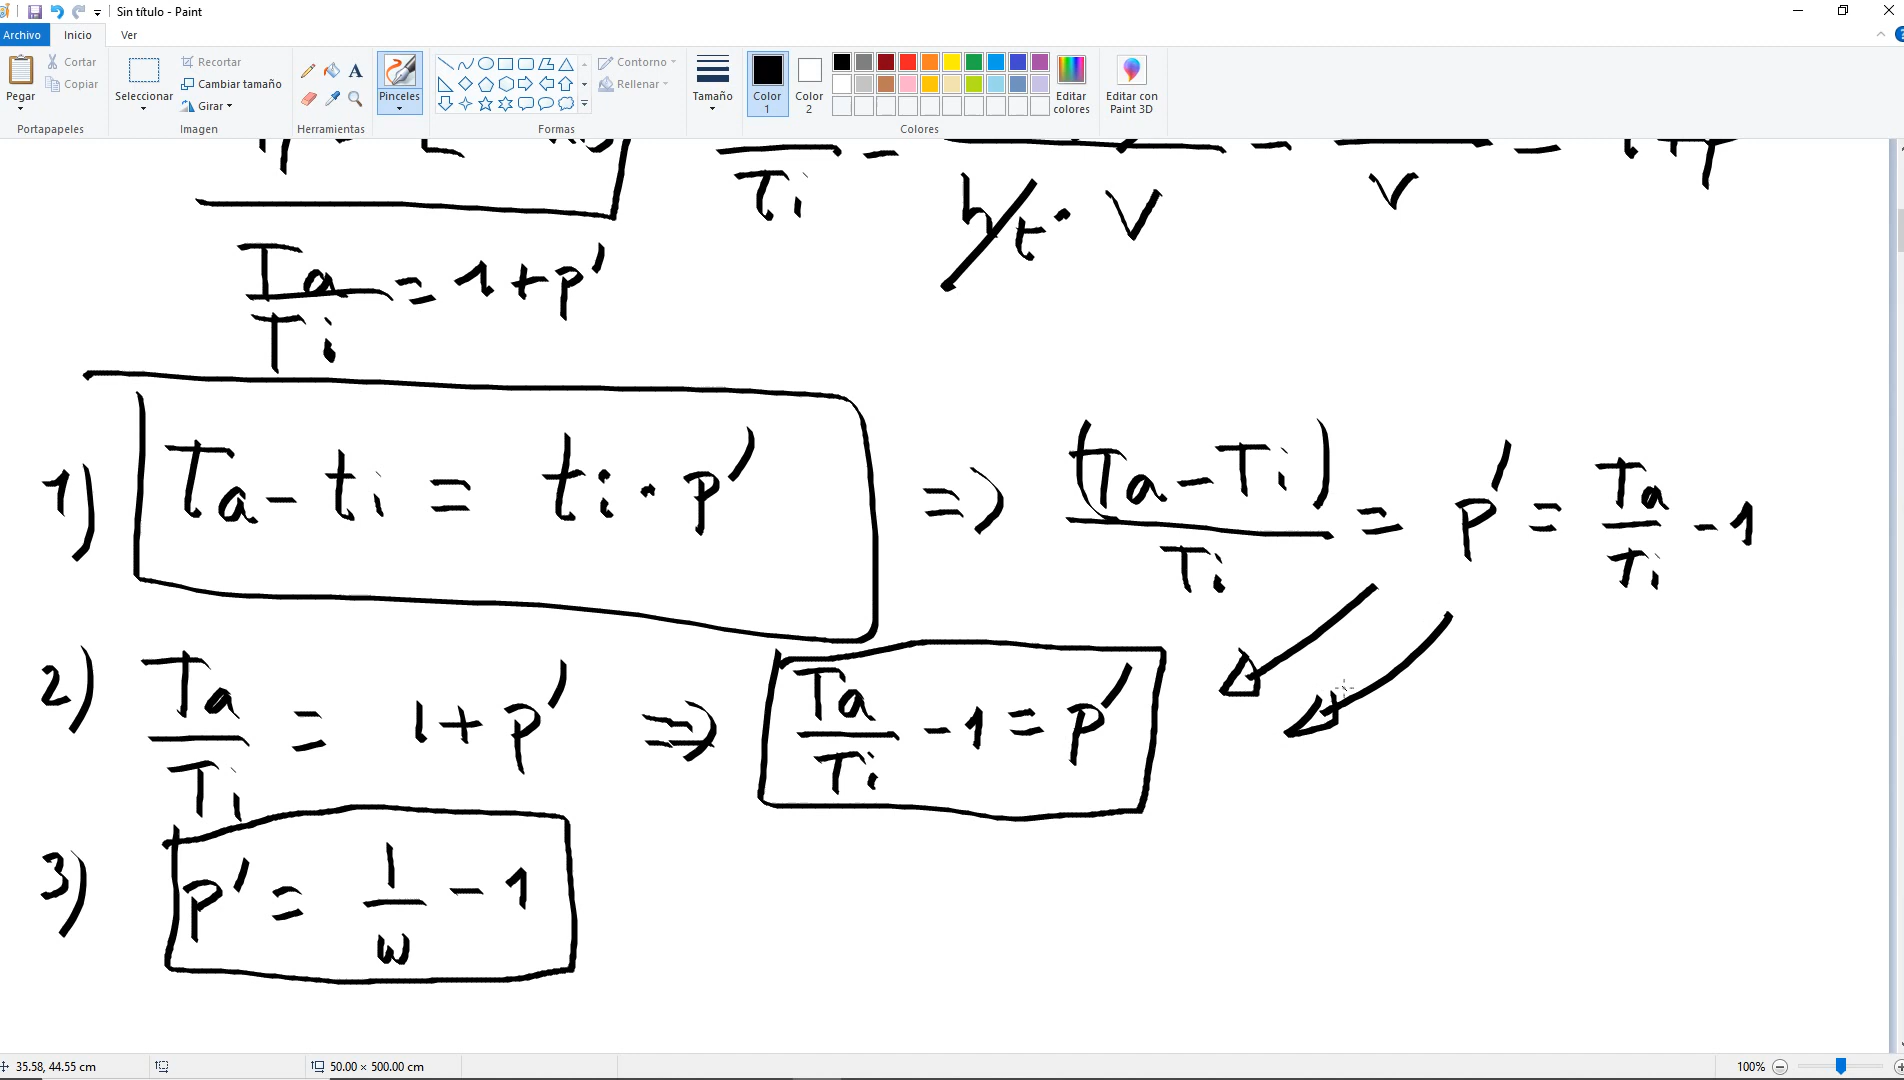 Sin título - Paint
Archivo Inicio Ver
Pegar
Cortar
Copiar
Portapapeles
Seleccionar
Recortar
Cambiar tamaño
Girar
Imagen
A
Herramientas
Pinceles
Contorno
Rellenar
Formas
Tamaño
Color 1
Color 2
Editar colores
Colores
Editar con Paint 3D
Ti = h/t · V = V = 1+p
Ta/Ti = 1+p'
1) Ta - ti = ti · p' => (Ta - Ti)/Ti = p' = Ta/Ti - 1
2) Ta/Ti = 1+p' => Ta/Ti - 1 = p'
3) p' = 1/w - 1
35.58, 44.55 cm
50.00 × 500.00 cm
100%